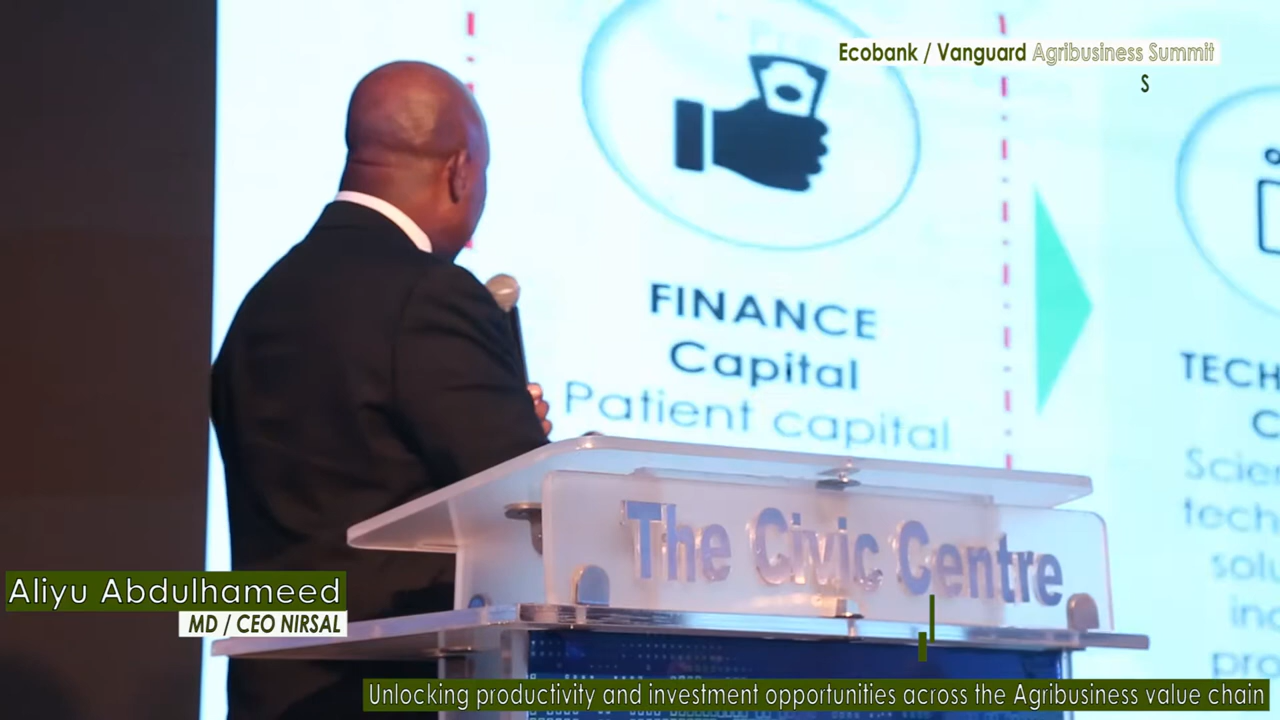 Ecobank / Vanguard Agribusiness Summit
S
FINANCE
Capital
Patient capital
The Civic Centre
Aliyu Abdulhameed
MD / CEO NIRSAL
Unlocking productivity and investment opportunities across the Agribusiness value chain